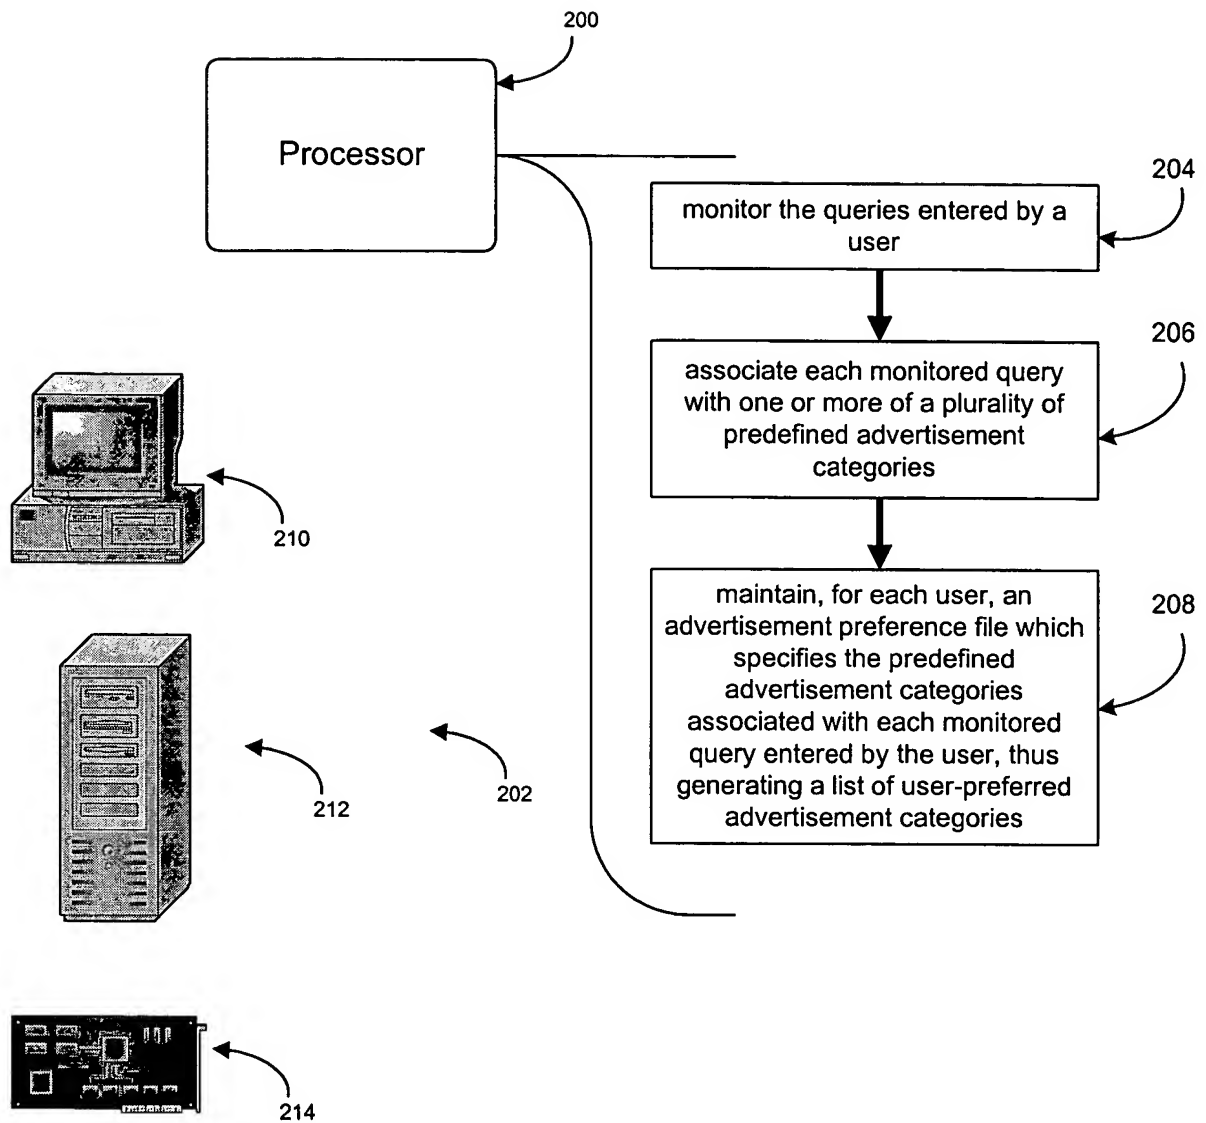 200
Processor
204
monitor the queries entered by a
user
206
associate each monitored query
with one or more of a plurality of
predefined advertisement
categories
210
208
maintain, for each user, an
advertisement preference file which
specifies the predefined
advertisement categories
associated with each monitored
query entered by the user, thus
generating a list of user-preferred
advertisement categories
212
202
214